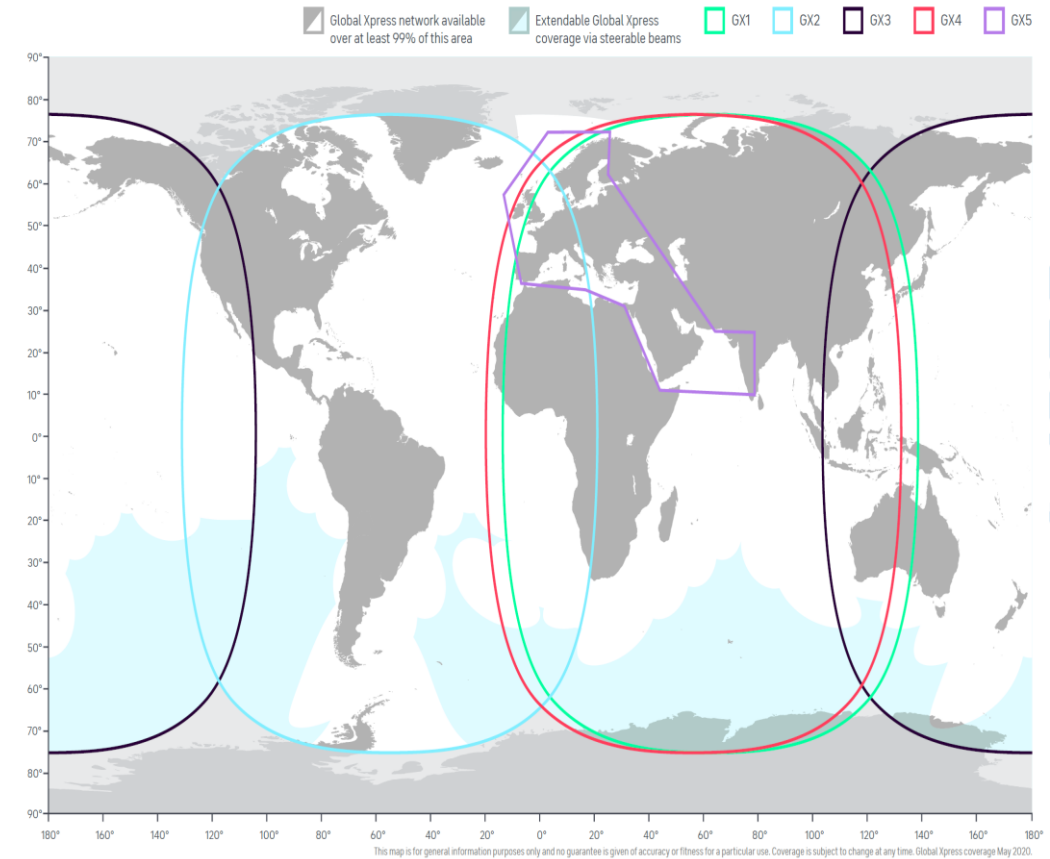 Global Xpress network available
over at least 99% of this area
Extendable Global Xpress
coverage via steerable beams
GX1
GX2
GX3
GX4
GX5
90°
80°
70°
60°
50°
40°
30°
20°
10°
0°
10°
20°
30°
40°
50°
60°
70°
80°
90°
180° 160° 140° 120° 100° 80° 60° 40° 20° 0° 20° 40° 60° 80° 100° 120° 140° 160° 180°
This map is for general information purposes only and no guarantee is given of accuracy or fitness for a particular use. Coverage is subject to change at any time. Global Xpress coverage May 2020.